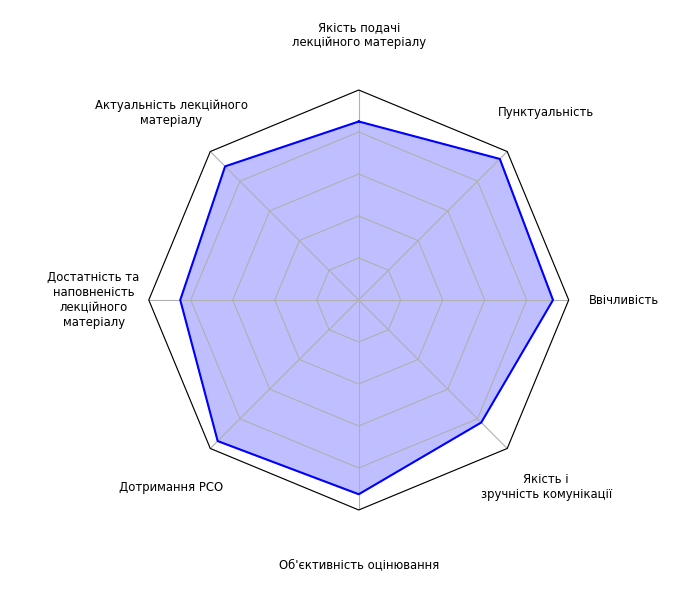 Якість подачі
лекційного матеріалу
Актуальність лекційного
матеріалу
Пунктуальність
Достатність та
наповненість
лекційного
матеріалу
Ввічливість
Дотримання РСО
Якість і
зручність комунікації
Об'єктивність оцінювання